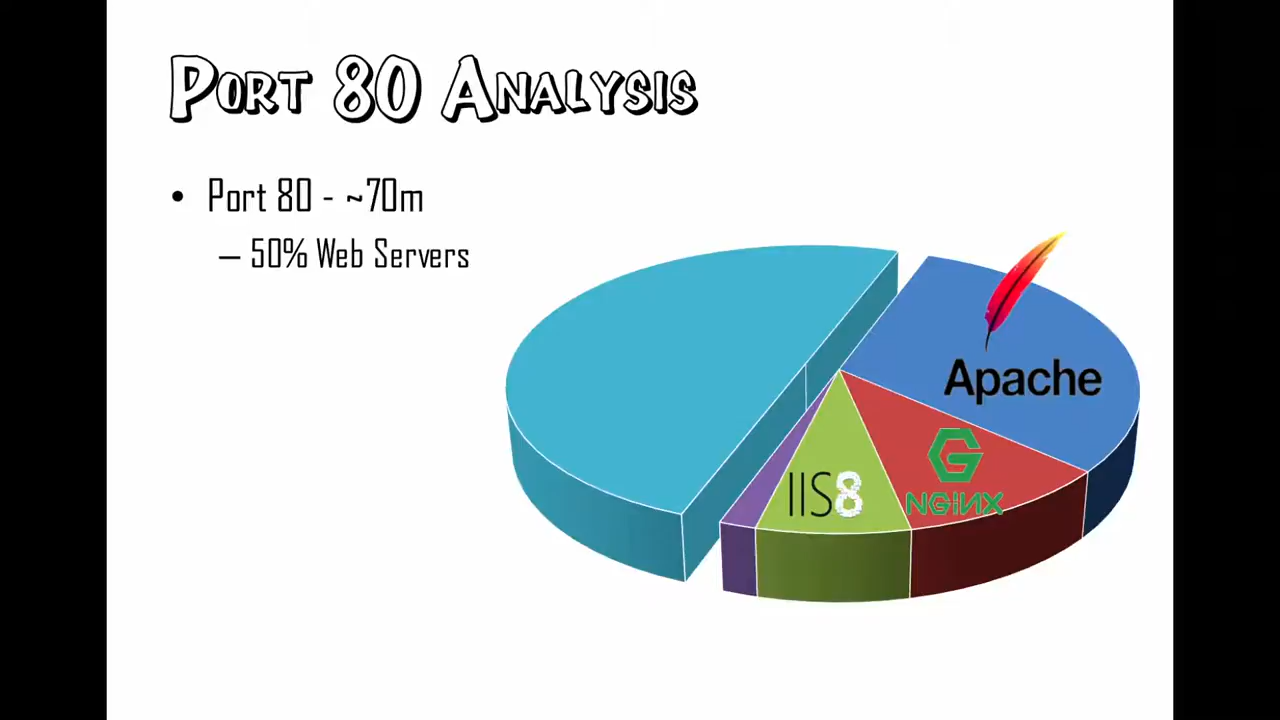 PORT 80 ANALYSIS
• Port 80 - ~70m
– 50% Web Servers
Apache
IIS8
NGiNX